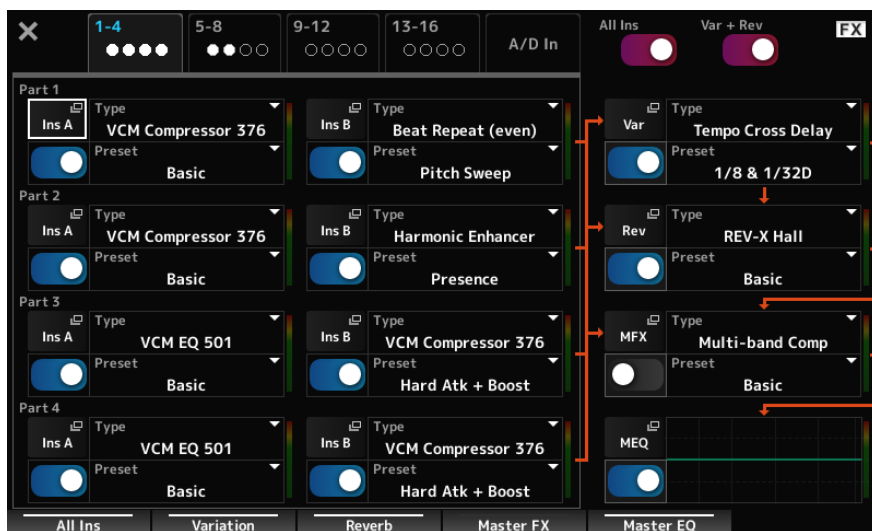 1-4 5-8 9-12 13-16 A/D In All Ins Var + Rev FX
Part 1
Ins A Type VCM Compressor 376 Ins B Type Beat Repeat (even) Var Type Tempo Cross Delay
Preset Basic Preset Pitch Sweep Preset 1/8 & 1/32D
Part 2
Ins A Type VCM Compressor 376 Ins B Type Harmonic Enhancer Rev Type REV-X Hall
Preset Basic Preset Presence Preset Basic
Part 3
Ins A Type VCM EQ 501 Ins B Type VCM Compressor 376 MFX Type Multi-band Comp
Preset Basic Preset Hard Atk + Boost Preset Basic
Part 4
Ins A Type VCM EQ 501 Ins B Type VCM Compressor 376 MEQ
Preset Basic Preset Hard Atk + Boost
All Ins Variation Reverb Master FX Master EQ